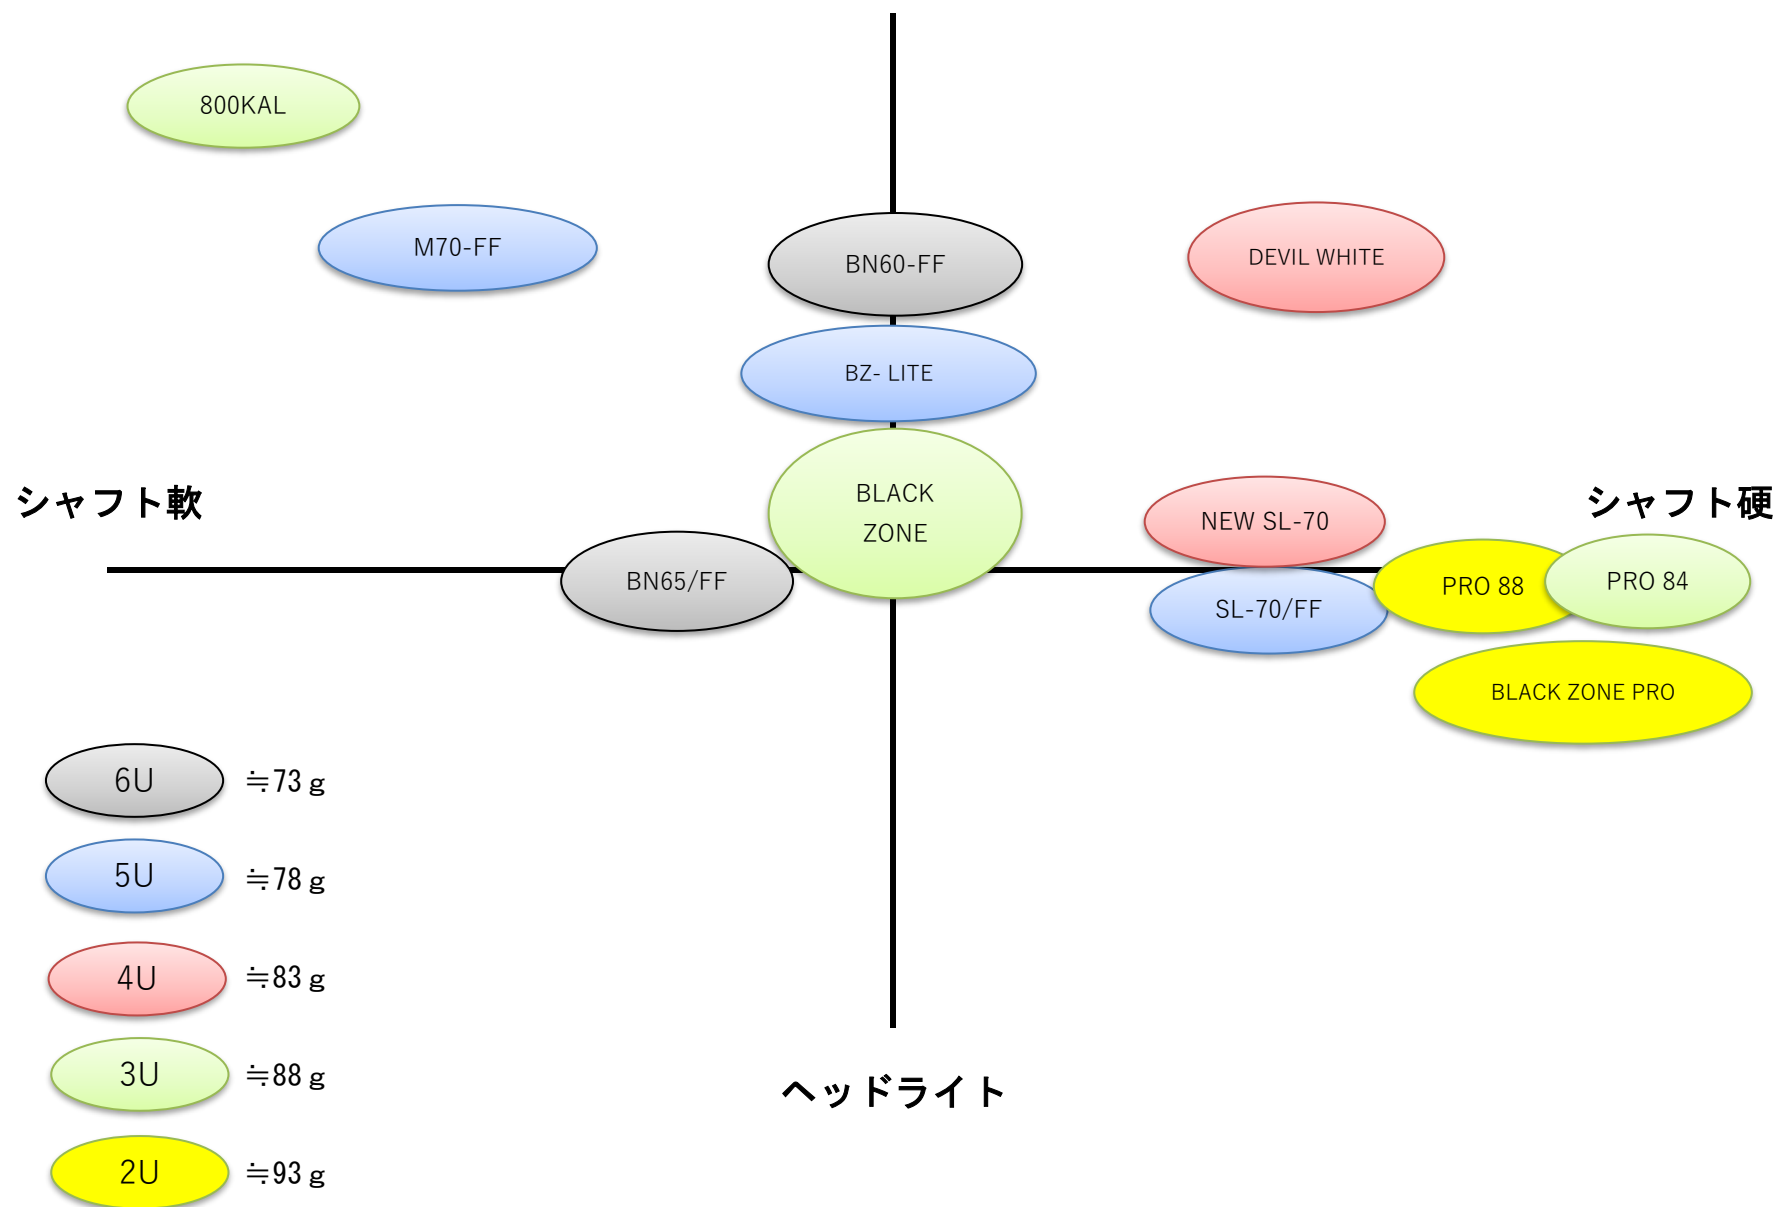 800KAL
M70-FF
BN60-FF
DEVIL WHITE
BZ- LITE
シャフト軟
BLACK
ZONE
シャフト硬
NEW SL-70
BN65/FF
PRO 88
PRO 84
SL-70/FF
BLACK ZONE PRO
6U ≒73ｇ
5U ≒78ｇ
4U ≒83ｇ
3U ≒88ｇ
ヘッドライト
2U ≒93ｇ